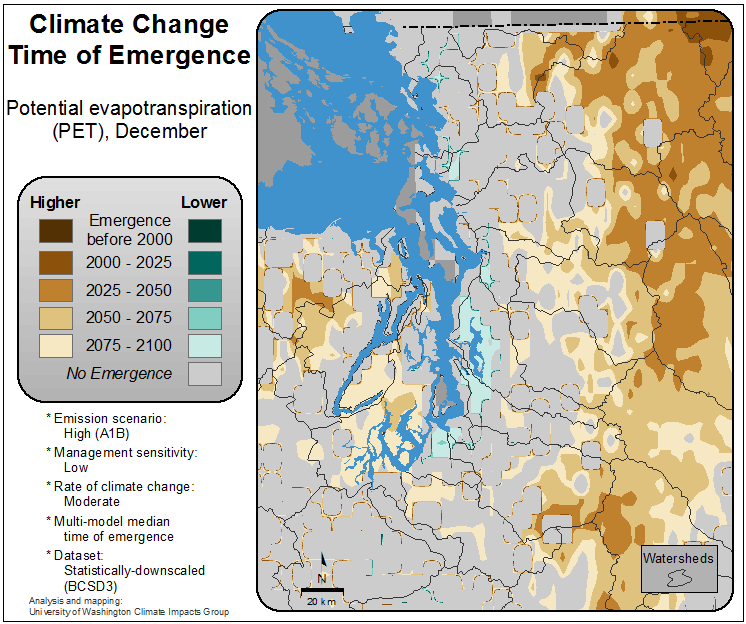 Climate Change
Time of Emergence
Potential evapotranspiration
(PET), December
Higher Lower
Emergence
before 2000
2000 - 2025
2025 - 2050
2050 - 2075
2075 - 2100
No Emergence
* Emission scenario:
High (A1B)
* Management sensitivity:
Low
* Rate of climate change:
Moderate
* Multi-model median
time of emergence
* Dataset:
Statistically-downscaled
(BCSD3)
Analysis and mapping:
University of Washington Climate Impacts Group
N
20 km
Watersheds